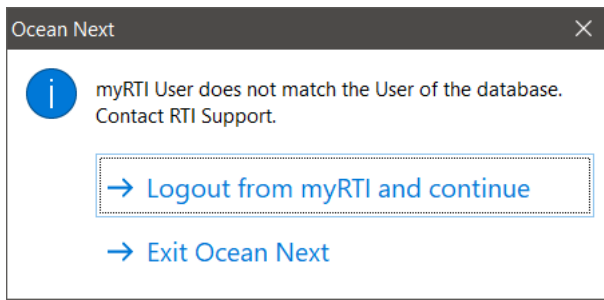 Ocean Next
myRTI User does not match the User of the database.
Contact RTI Support.
→ Logout from myRTI and continue
→ Exit Ocean Next